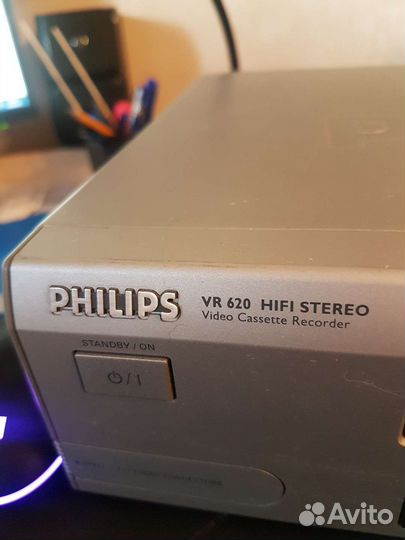 PHILIPS VR 620 HIFI STEREO
Video Cassette Recorder
STANDBY / ON
⏻/I
Avito